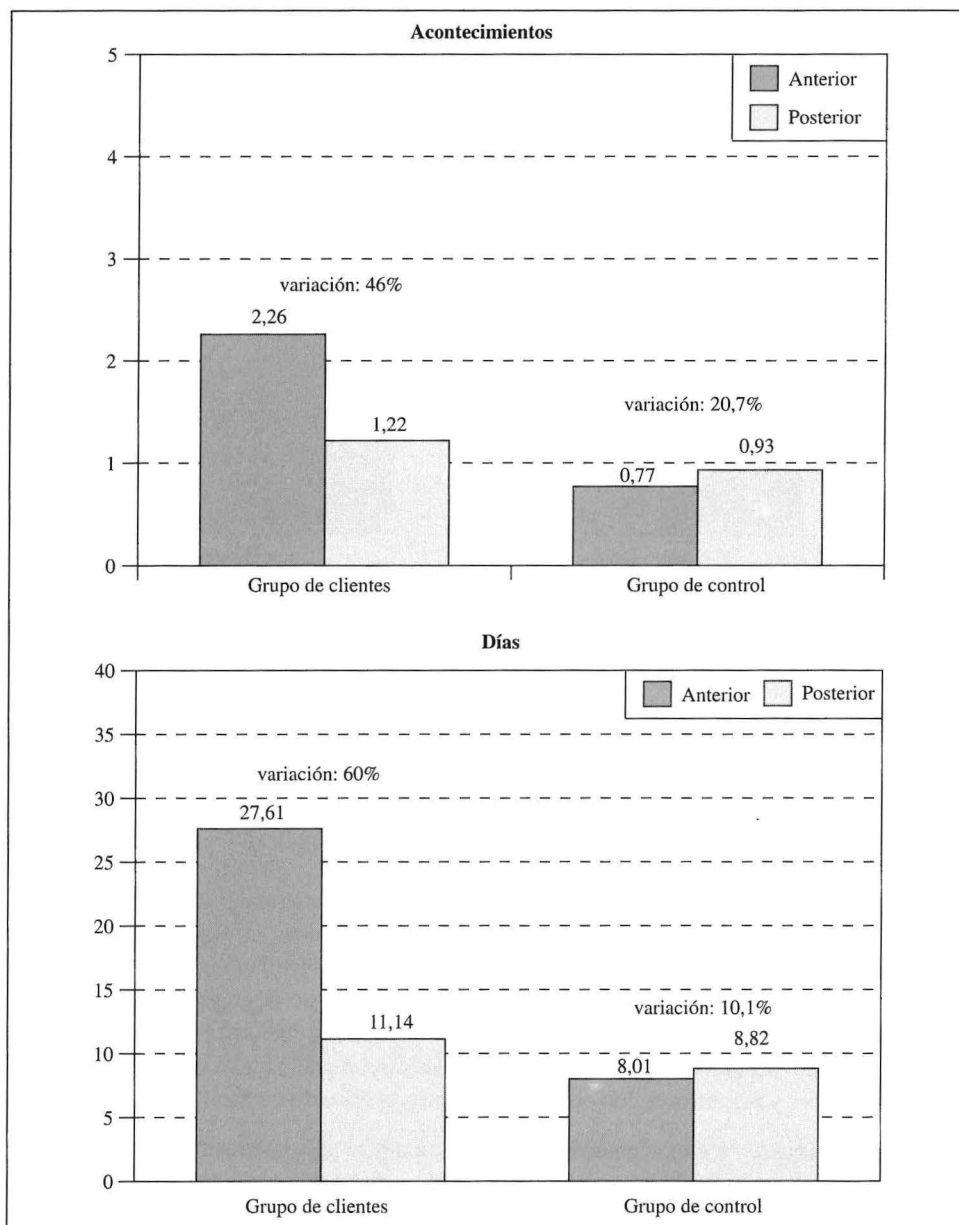 Acontecimientos
5
Anterior
Posterior
4
3
variación: 46%
2,26
2
variación: 20,7%
1,22
0,93
1
0,77
0
Grupo de clientes
Grupo de control
Días
40
Anterior
Posterior
35
variación: 60%
30
27,61
25
20
15
variación: 10,1%
11,14
8,82
10
8,01
5
0
Grupo de clientes
Grupo de control